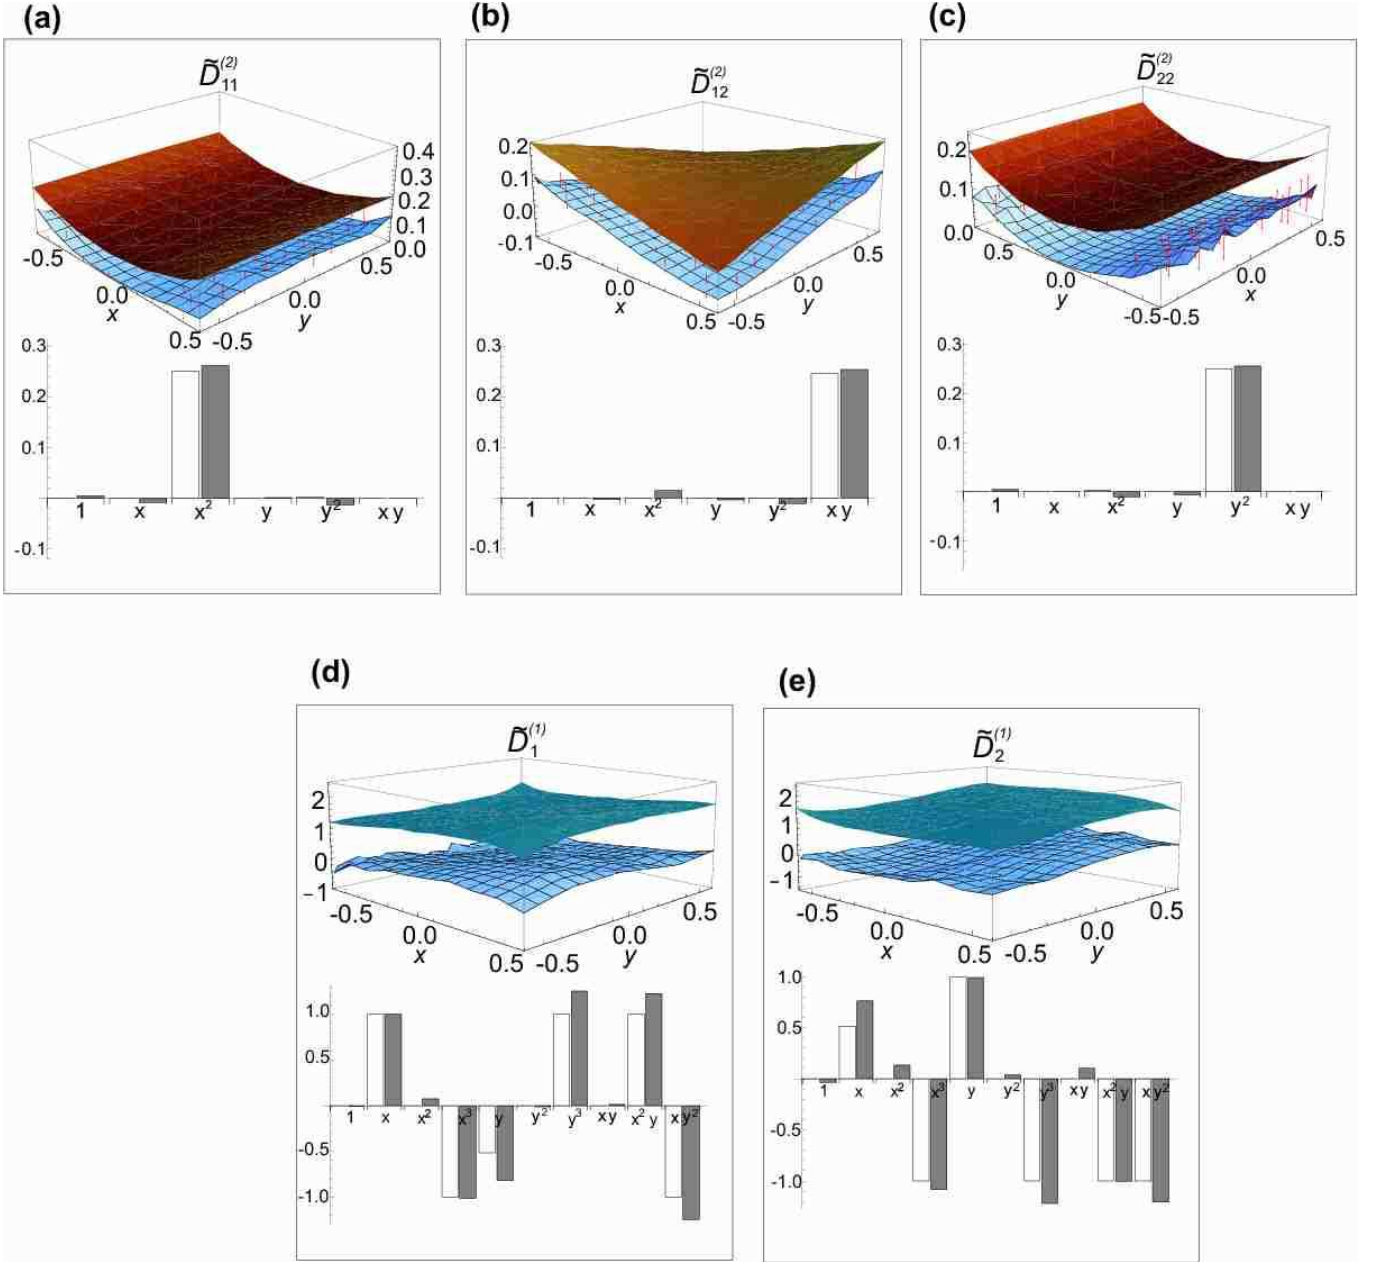 (a)
(b)
(c)
D̃₁₁⁽²⁾
D̃₁₂⁽²⁾
D̃₂₂⁽²⁾
0.4
0.3
0.2
0.1
0.0
-0.5
0.0
x
0.5
-0.5
0.0
y
0.5
0.3
0.2
0.1
-0.1
1 x x² y y² x y
0.2
0.1
0.0
-0.1
-0.5
0.0
x
0.5
-0.5
0.0
y
0.5
0.3
0.2
0.1
-0.1
1 x x² y y² x y
0.2
0.1
0.0
0.5
0.0
y
-0.5
-0.5
0.0
x
0.5
0.3
0.2
0.1
-0.1
1 x x² y y² x y
(d)
(e)
D̃₁⁽¹⁾
D̃₂⁽¹⁾
2
1
0
-1
-0.5
0.0
x
0.5
-0.5
0.0
y
0.5
1.0
0.5
-0.5
-1.0
1 x x² x³ y y² y³ x y x² y x y²
2
1
0
-1
-0.5
0.0
x
0.5
-0.5
0.0
y
0.5
1.0
0.5
-0.5
-1.0
1 x x² x³ y y² y³ x y x² y x y²